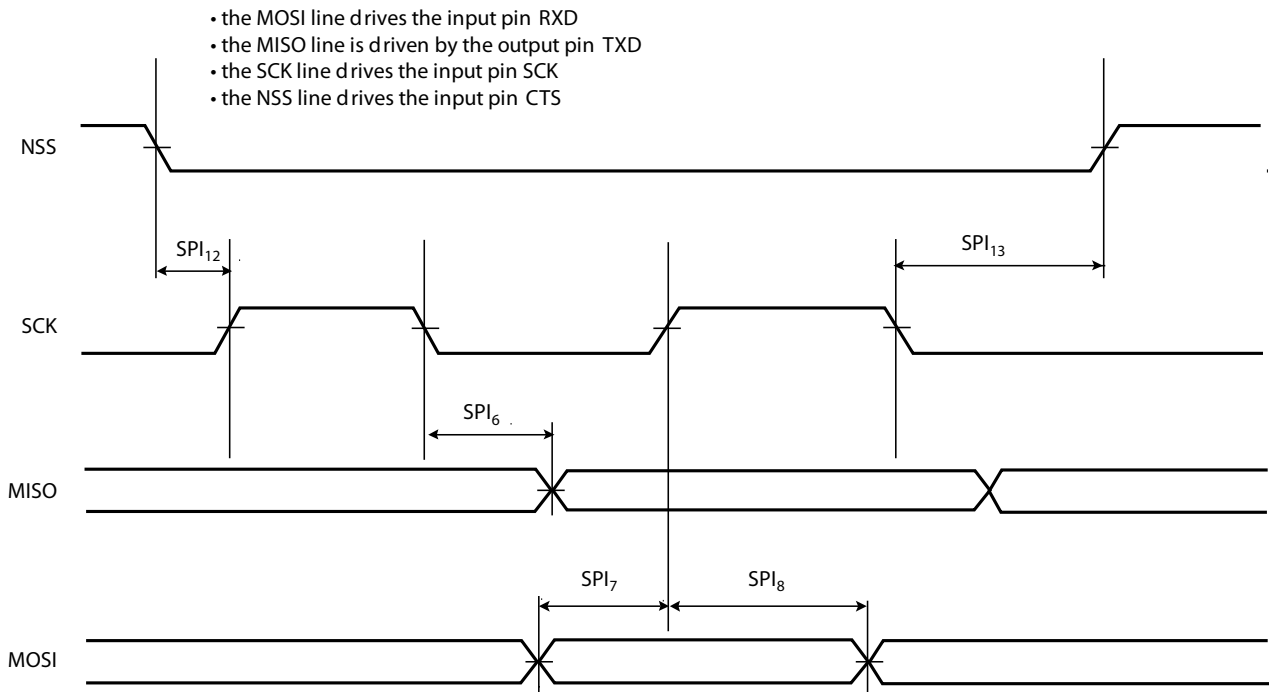 • the MOSI line drives the input pin RXD
• the MISO line is driven by the output pin TXD
• the SCK line drives the input pin SCK
• the NSS line drives the input pin CTS
NSS
SPI₁₂
SPI₁₃
SCK
SPI₆
MISO
SPI₇
SPI₈
MOSI